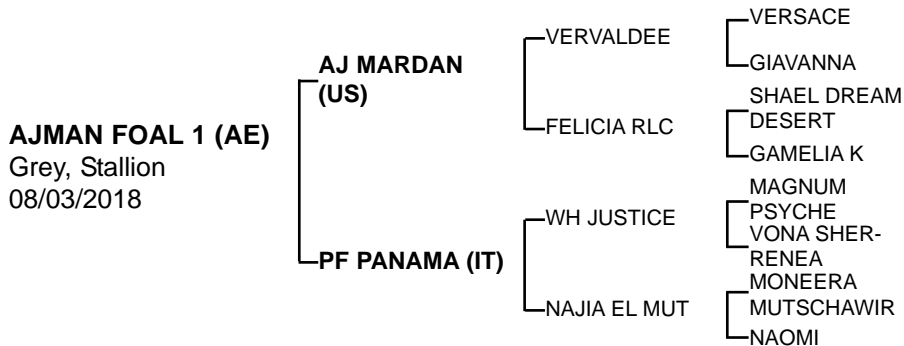 AJMAN FOAL 1 (AE)
Grey, Stallion
08/03/2018
AJ MARDAN
(US)
PF PANAMA (IT)
VERVALDEE
FELICIA RLC
WH JUSTICE
NAJIA EL MUT
VERSACE
GIAVANNA
SHAEL DREAM
DESERT
GAMELIA K
MAGNUM
PSYCHE
VONA SHER-
RENEA
MONEERA
MUTSCHAWIR
NAOMI